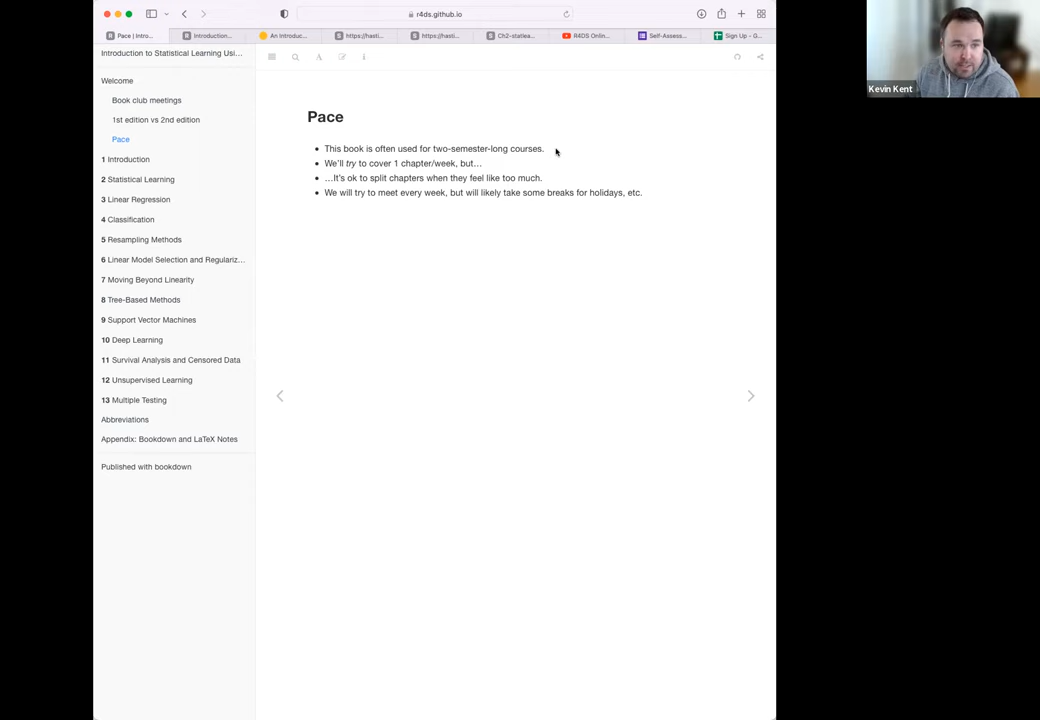 r4ds.github.io
Pace | Intro...
Introduction...
An Introduc...
https://hasti...
https://hasti...
Ch2-statlea...
R4DS Onlin...
Self-Assess...
Sign Up - G...
Introduction to Statistical Learning Usi...
Welcome
Book club meetings
1st edition vs 2nd edition
Pace
1 Introduction
2 Statistical Learning
3 Linear Regression
4 Classification
5 Resampling Methods
6 Linear Model Selection and Regulariz...
7 Moving Beyond Linearity
8 Tree-Based Methods
9 Support Vector Machines
10 Deep Learning
11 Survival Analysis and Censored Data
12 Unsupervised Learning
13 Multiple Testing
Abbreviations
Appendix: Bookdown and LaTeX Notes
Published with bookdown
Pace
• This book is often used for two-semester-long courses.
• We'll try to cover 1 chapter/week, but…
• …It's ok to split chapters when they feel like too much.
• We will try to meet every week, but will likely take some breaks for holidays, etc.
Kevin Kent